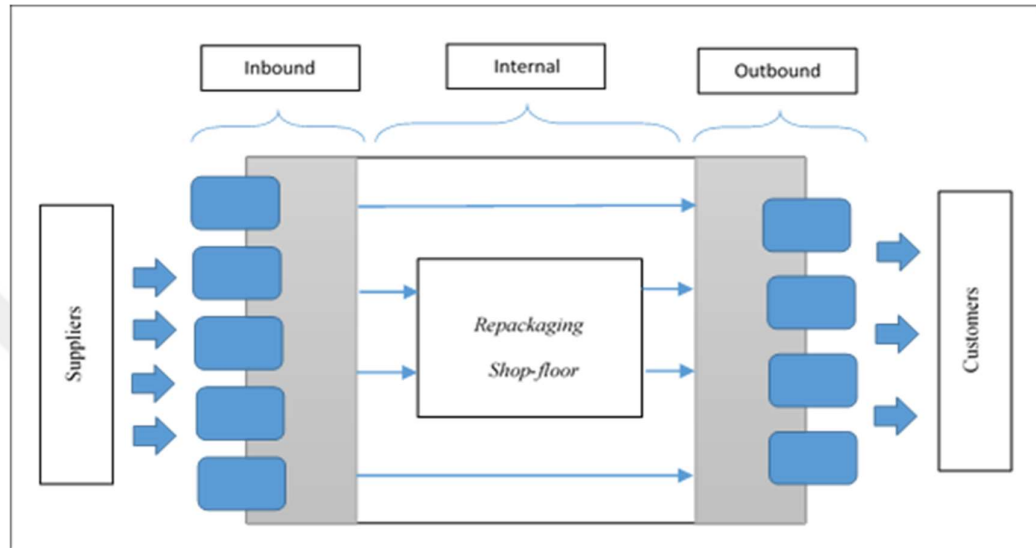 Inbound
Internal
Outbound
Suppliers
Repackaging
Shop-floor
Customers